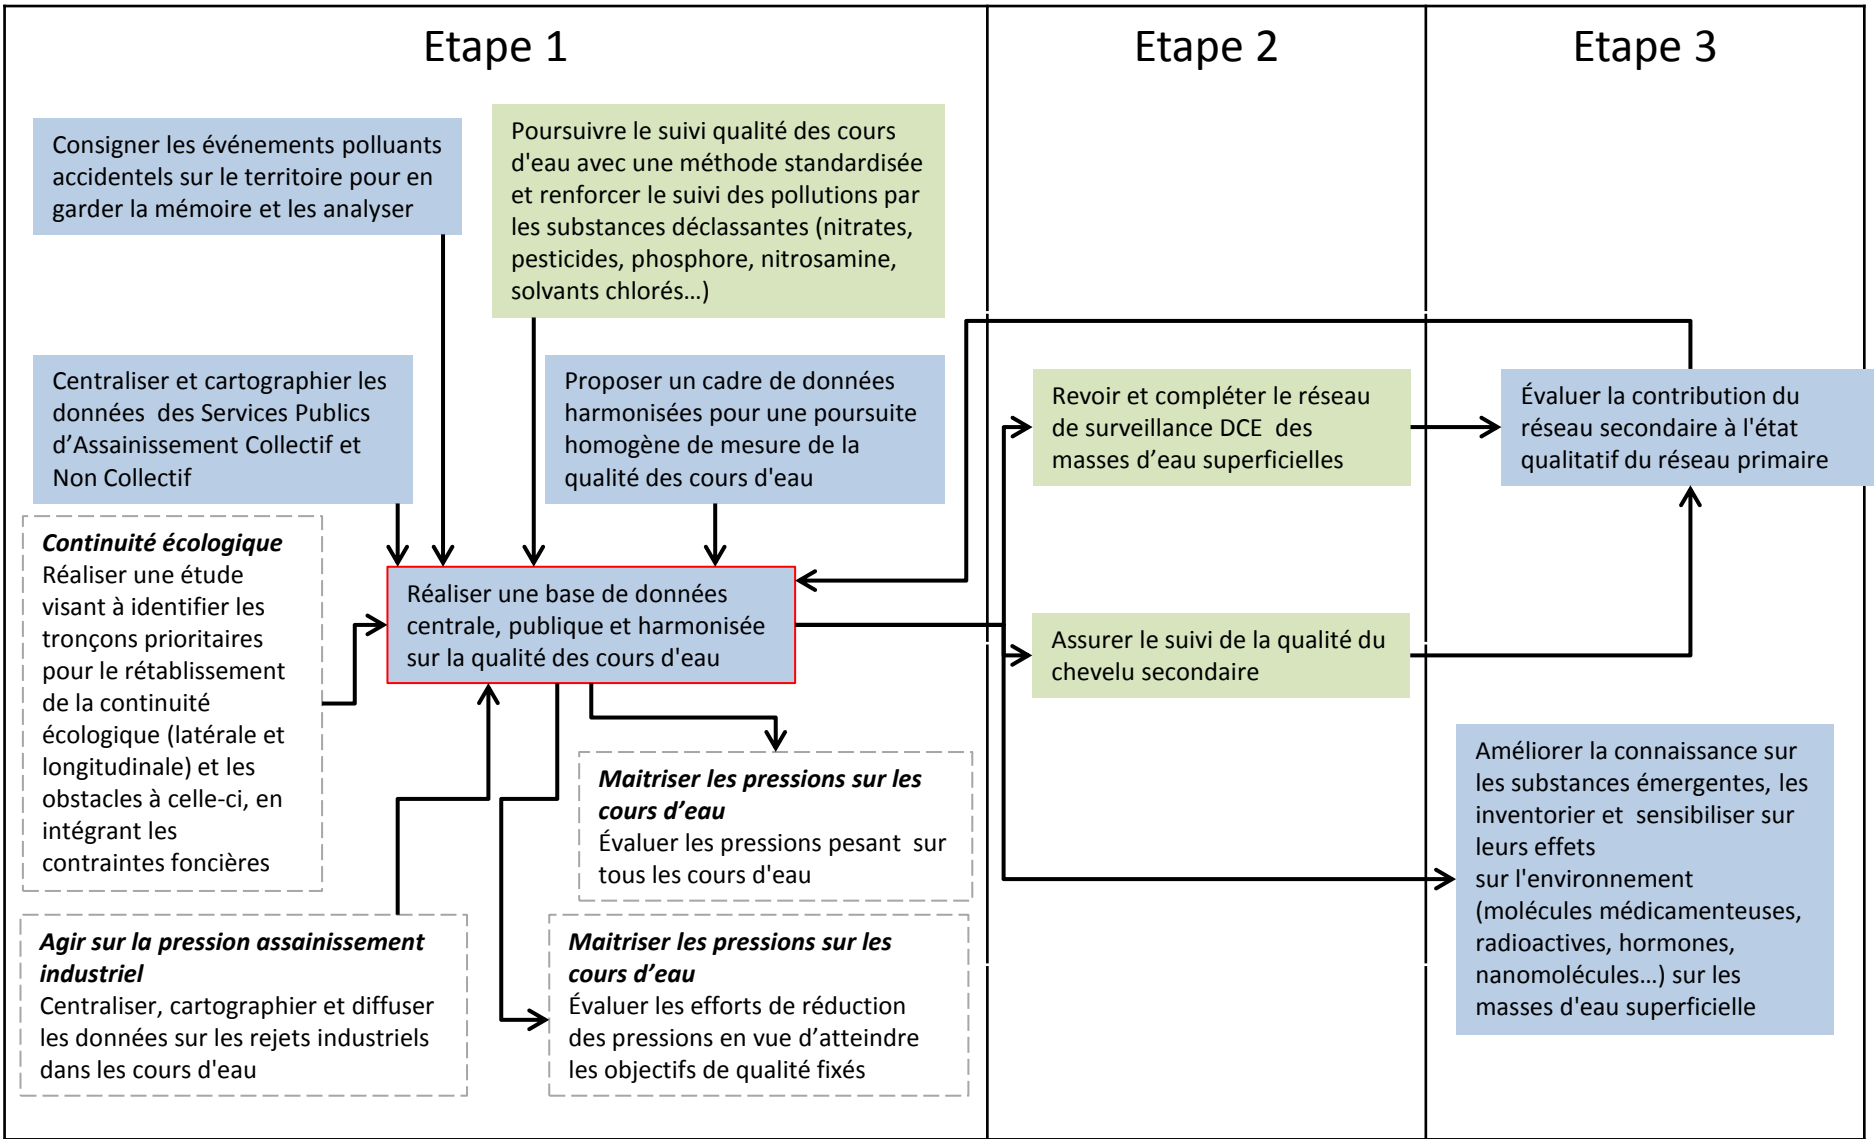 Etape 1
Etape 2
Etape 3
Consigner les événements polluants
accidentels sur le territoire pour en
garder la mémoire et les analyser
Poursuivre le suivi qualité des cours
d'eau avec une méthode standardisée
et renforcer le suivi des pollutions par
les substances déclassantes (nitrates,
pesticides, phosphore, nitrosamine,
solvants chlorés…)
Centraliser et cartographier les
données  des Services Publics
d’Assainissement Collectif et
Non Collectif
Proposer un cadre de données
harmonisées pour une poursuite
homogène de mesure de la
qualité des cours d'eau
Revoir et compléter le réseau
de surveillance DCE  des
masses d’eau superficielles
Évaluer la contribution du
réseau secondaire à l'état
qualitatif du réseau primaire
Continuité écologique
Réaliser une étude
visant à identifier les
tronçons prioritaires
pour le rétablissement
de la continuité
écologique (latérale et
longitudinale) et les
obstacles à celle-ci, en
intégrant les
contraintes foncières
Réaliser une base de données
centrale, publique et harmonisée
sur la qualité des cours d'eau
Assurer le suivi de la qualité du
chevelu secondaire
Maitriser les pressions sur les
cours d’eau
Évaluer les pressions pesant  sur
tous les cours d'eau
Améliorer la connaissance sur
les substances émergentes, les
inventorier et  sensibiliser sur
leurs effets
sur l'environnement
(molécules médicamenteuses,
radioactives, hormones,
nanomolécules…) sur les
masses d'eau superficielle
Agir sur la pression assainissement
industriel
Centraliser, cartographier et diffuser
les données sur les rejets industriels
dans les cours d'eau
Maitriser les pressions sur les
cours d’eau
Évaluer les efforts de réduction
des pressions en vue d’atteindre
les objectifs de qualité fixés